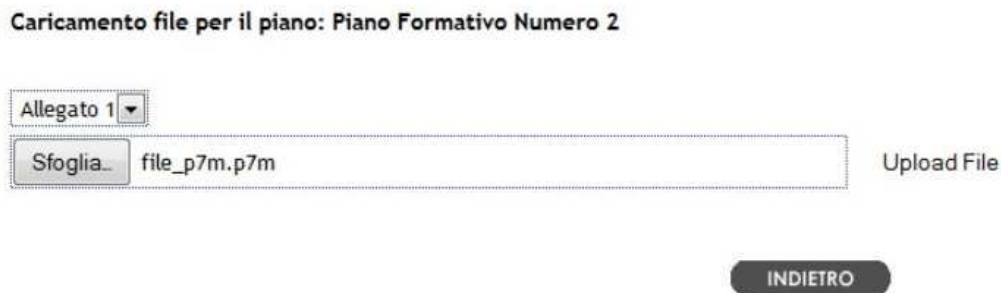 Caricamento file per il piano: Piano Formativo Numero 2
Allegato 1
Sfoglia... file_p7m.p7m Upload File
INDIETRO